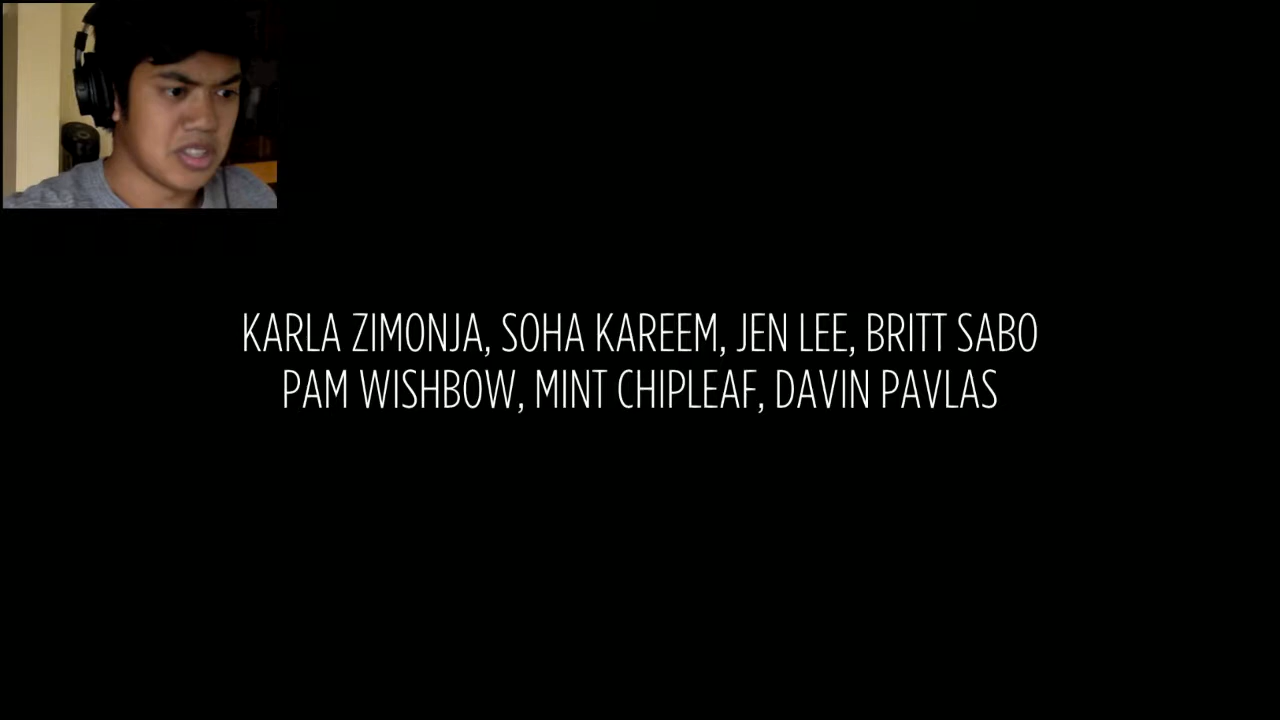 KARLA ZIMONJA, SOHA KAREEM, JEN LEE, BRITT SABO
PAM WISHBOW, MINT CHIPLEAF, DAVIN PAVLAS